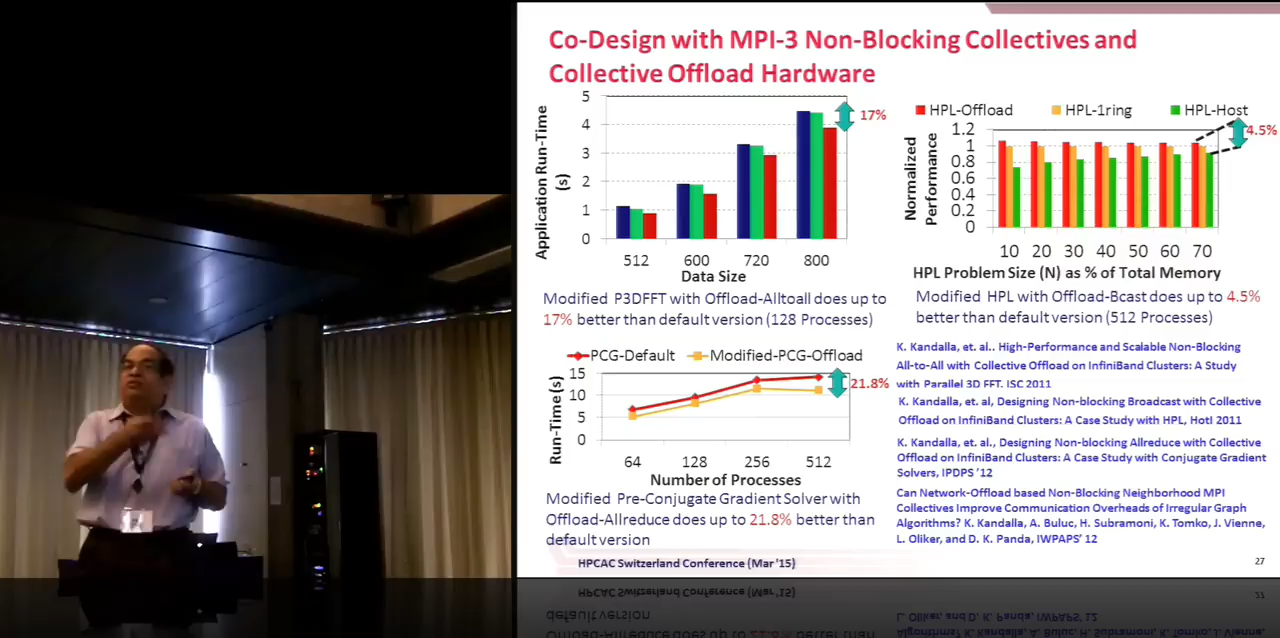 Co-Design with MPI-3 Non-Blocking Collectives and
Collective Offload Hardware
Application Run-Time
(s)
5
4
3
2
1
0
17%
512 600 720 800
Data Size
Modified P3DFFT with Offload-Alltoall does up to
17% better than default version (128 Processes)
HPL-Offload HPL-1ring HPL-Host
Normalized
Performance
1.2
1
0.8
0.6
0.4
0.2
0
4.5%
10 20 30 40 50 60 70
HPL Problem Size (N) as % of Total Memory
Modified HPL with Offload-Bcast does up to 4.5%
better than default version (512 Processes)
PCG-Default Modified-PCG-Offload
Run-Time (s)
15
10
5
0
21.8%
64 128 256 512
Number of Processes
Modified Pre-Conjugate Gradient Solver with
Offload-Allreduce does up to 21.8% better than
default version
K. Kandalla, et. al.. High-Performance and Scalable Non-Blocking
All-to-All with Collective Offload on InfiniBand Clusters: A Study
with Parallel 3D FFT. ISC 2011
K. Kandalla, et. al, Designing Non-blocking Broadcast with Collective
Offload on InfiniBand Clusters: A Case Study with HPL, HotI 2011
K. Kandalla, et. al., Designing Non-blocking Allreduce with Collective
Offload on InfiniBand Clusters: A Case Study with Conjugate Gradient
Solvers, IPDPS '12
Can Network-Offload based Non-Blocking Neighborhood MPI
Collectives Improve Communication Overheads of Irregular Graph
Algorithms? K. Kandalla, A. Buluc, H. Subramoni, K. Tomko, J. Vienne,
L. Oliker, and D. K. Panda, IWPAPS' 12
HPCAC Switzerland Conference (Mar '15)
27